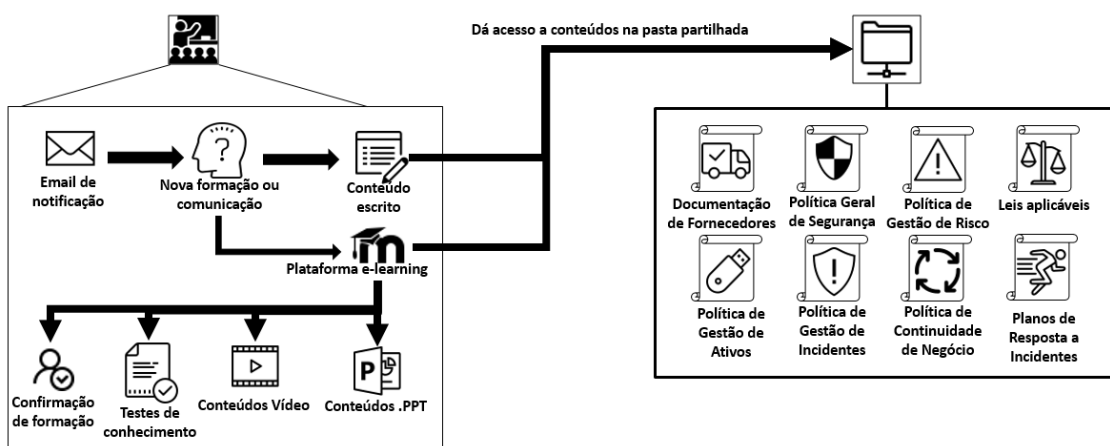 Dá acesso a conteúdos na pasta partilhada
Email de
notificação
?
Nova formação ou
comunicação
Conteúdo
escrito
m
Plataforma e-learning
Confirmação
de formação
Testes de
conhecimento
Conteúdos Vídeo
P
Conteúdos .PPT
Documentação
de Fornecedores
Política Geral
de Segurança
!
Política de
Gestão de Risco
Leis aplicáveis
Política de
Gestão de
Ativos
!
Política de
Gestão de
Incidentes
Política de
Continuidade
de Negócio
Planos de
Resposta a
Incidentes